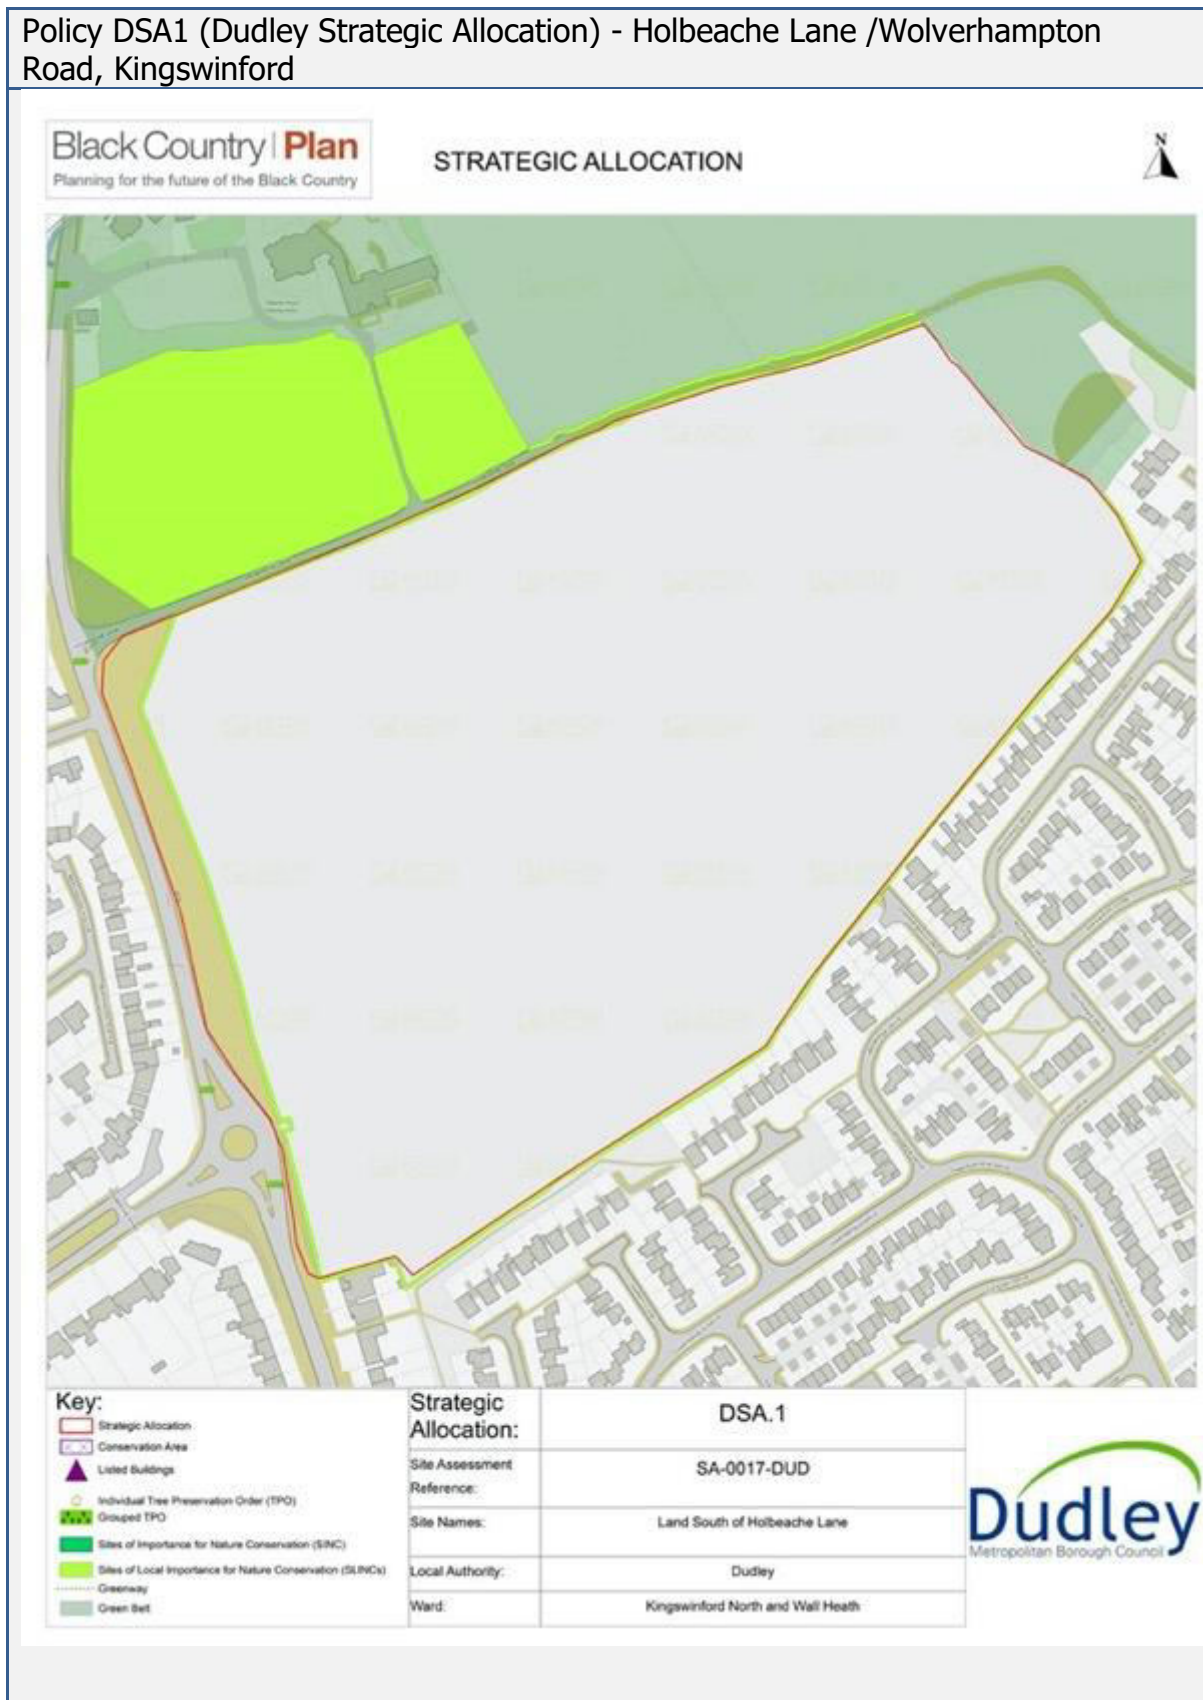 Policy DSA1 (Dudley Strategic Allocation) - Holbeache Lane /Wolverhampton
Road, Kingswinford
Black Country | Plan
Planning for the future of the Black Country
STRATEGIC ALLOCATION
N
Key:
Strategic Allocation
Conservation Area
Listed Buildings
Individual Tree Preservation Order (TPO)
Grouped TPO
Sites of Importance for Nature Conservation (SINC)
Sites of Local Importance for Nature Conservation (SLINCs)
Greenway
Green Belt
Strategic
Allocation:
DSA.1
Site Assessment
Reference:
SA-0017-DUD
Site Names:
Land South of Holbeache Lane
Local Authority:
Dudley
Ward:
Kingswinford North and Wall Heath
Dudley
Metropolitan Borough Council